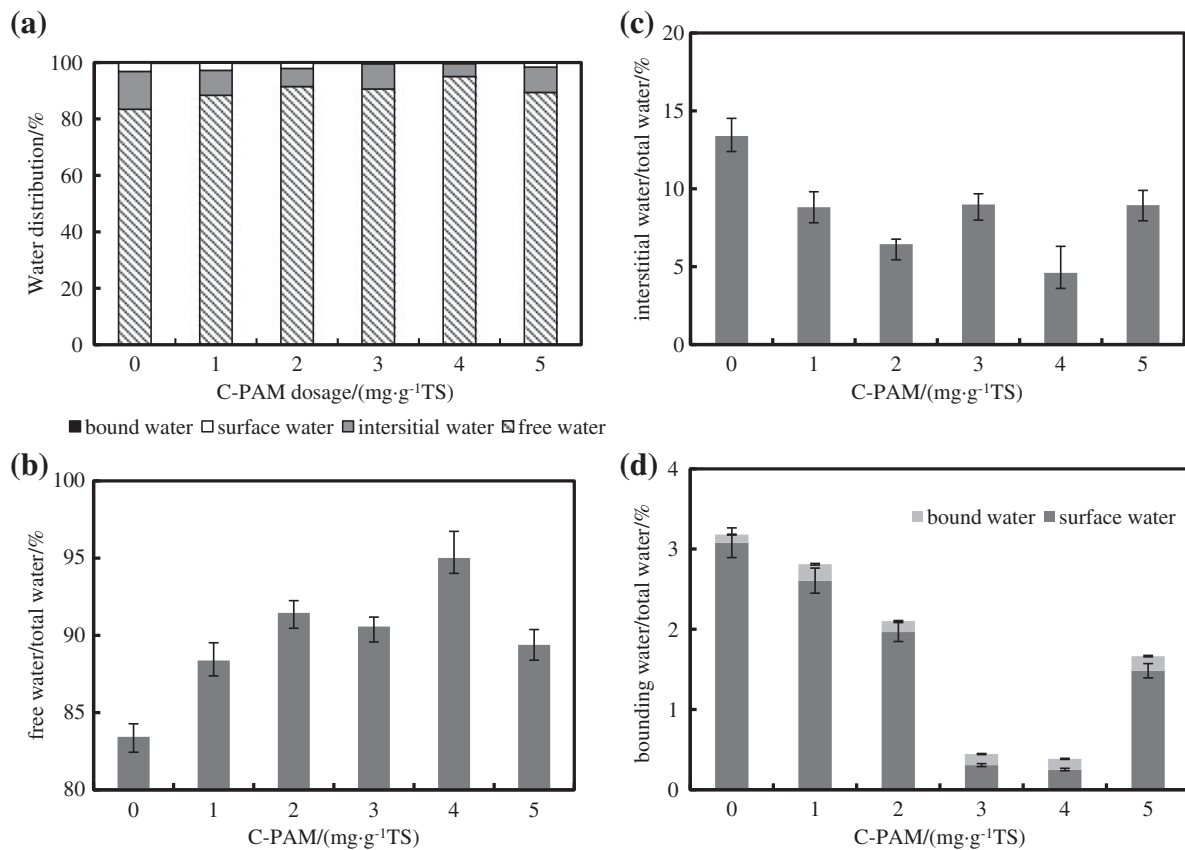 (a)
100
80
60
40
20
0
Water distribution/%
0 1 2 3 4 5
C-PAM dosage/(mg·g⁻¹TS)
bound water surface water intersitial water free water
(b)
100
95
90
85
80
free water/total water/%
0 1 2 3 4 5
C-PAM/(mg·g⁻¹TS)
(c)
20
15
10
5
0
interstitial water/total water/%
0 1 2 3 4 5
C-PAM/(mg·g⁻¹TS)
(d)
4
3
2
1
0
bounding water/total water/%
bound water surface water
0 1 2 3 4 5
C-PAM/(mg·g⁻¹TS)